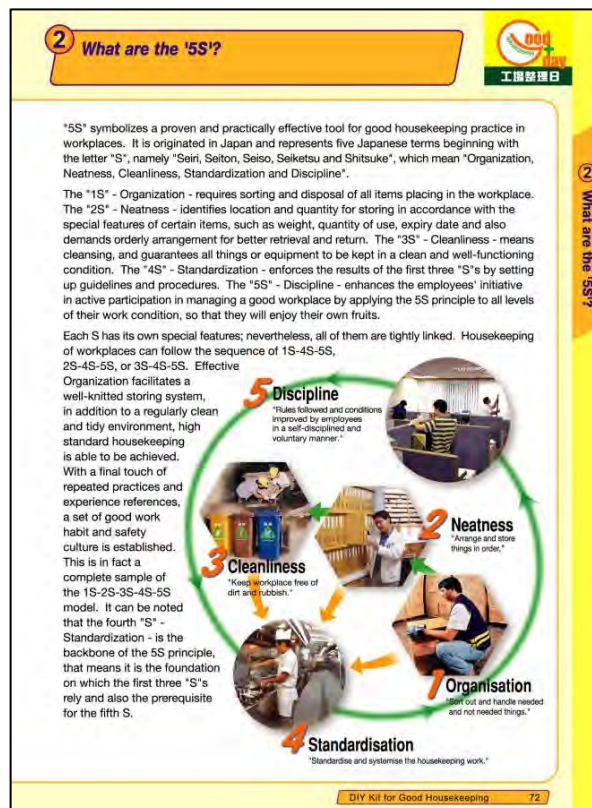 2 What are the '5S'?
Good
+
day
工場整理日
"5S" symbolizes a proven and practically effective tool for good housekeeping practice in
workplaces. It is originated in Japan and represents five Japanese terms beginning with
the letter "S", namely "Seiri, Seiton, Seiso, Seiketsu and Shitsuke", which mean "Organization,
Neatness, Cleanliness, Standardization and Discipline".
The "1S" - Organization - requires sorting and disposal of all items placing in the workplace.
The "2S" - Neatness - identifies location and quantity for storing in accordance with the
special features of certain items, such as weight, quantity of use, expiry date and also
demands orderly arrangement for better retrieval and return. The "3S" - Cleanliness - means
cleansing, and guarantees all things or equipment to be kept in a clean and well-functioning
condition. The "4S" - Standardization - enforces the results of the first three "S"s by setting
up guidelines and procedures. The "5S" - Discipline - enhances the employees' initiative
in active participation in managing a good workplace by applying the 5S principle to all levels
of their work condition, so that they will enjoy their own fruits.
Each S has its own special features; nevertheless, all of them are tightly linked. Housekeeping
of workplaces can follow the sequence of 1S-4S-5S,
2S-4S-5S, or 3S-4S-5S. Effective
Organization facilitates a
well-knitted storing system,
in addition to a regularly clean
and tidy environment, high
standard housekeeping
is able to be achieved.
With a final touch of
repeated practices and
experience references,
a set of good work
habit and safety
culture is established.
This is in fact a
complete sample of
the 1S-2S-3S-4S-5S
model. It can be noted
that the fourth "S" -
Standardization - is the
backbone of the 5S principle,
that means it is the foundation
on which the first three "S"s
rely and also the prerequisite
for the fifth S.
5 Discipline
"Rules followed and conditions
improved by employees
in a self-disciplined and
voluntary manner."
2 Neatness
"Arrange and store
things in order."
3 Cleanliness
"Keep workplace free of
dirt and rubbish."
1 Organisation
"Sort out and handle needed
and not needed things."
4 Standardisation
"Standardise and systemise the housekeeping work."
2 What are the '5S'?
DIY Kit for Good Housekeeping 72